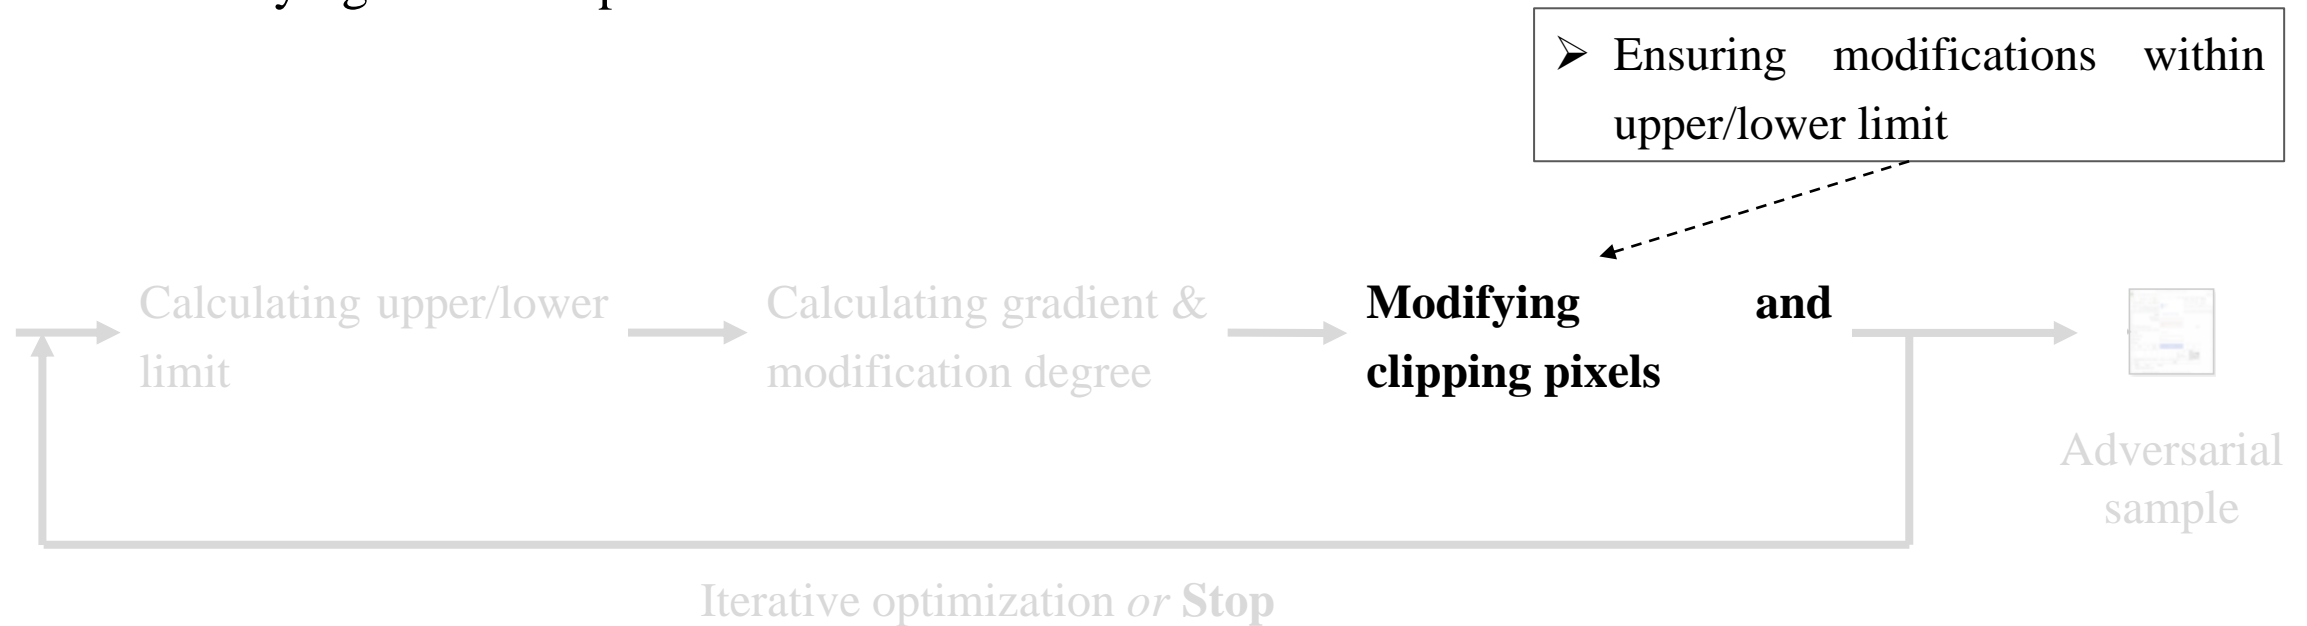 ➢ Ensuring modifications within
upper/lower limit
Calculating upper/lower
limit
Calculating gradient &
modification degree
Modifying and
clipping pixels
Adversarial
sample
Iterative optimization or Stop